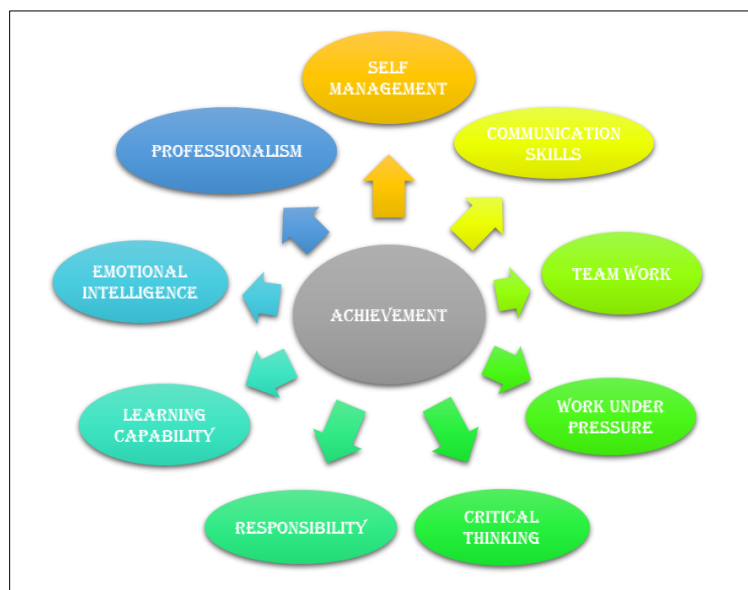 SELF
MANAGEMENT
COMMUNICATION
SKILLS
TEAM WORK
WORK UNDER
PRESSURE
CRITICAL
THINKING
RESPONSIBILITY
LEARNING
CAPABILITY
EMOTIONAL
INTELLIGENCE
PROFESSIONALISM
ACHIEVEMENT